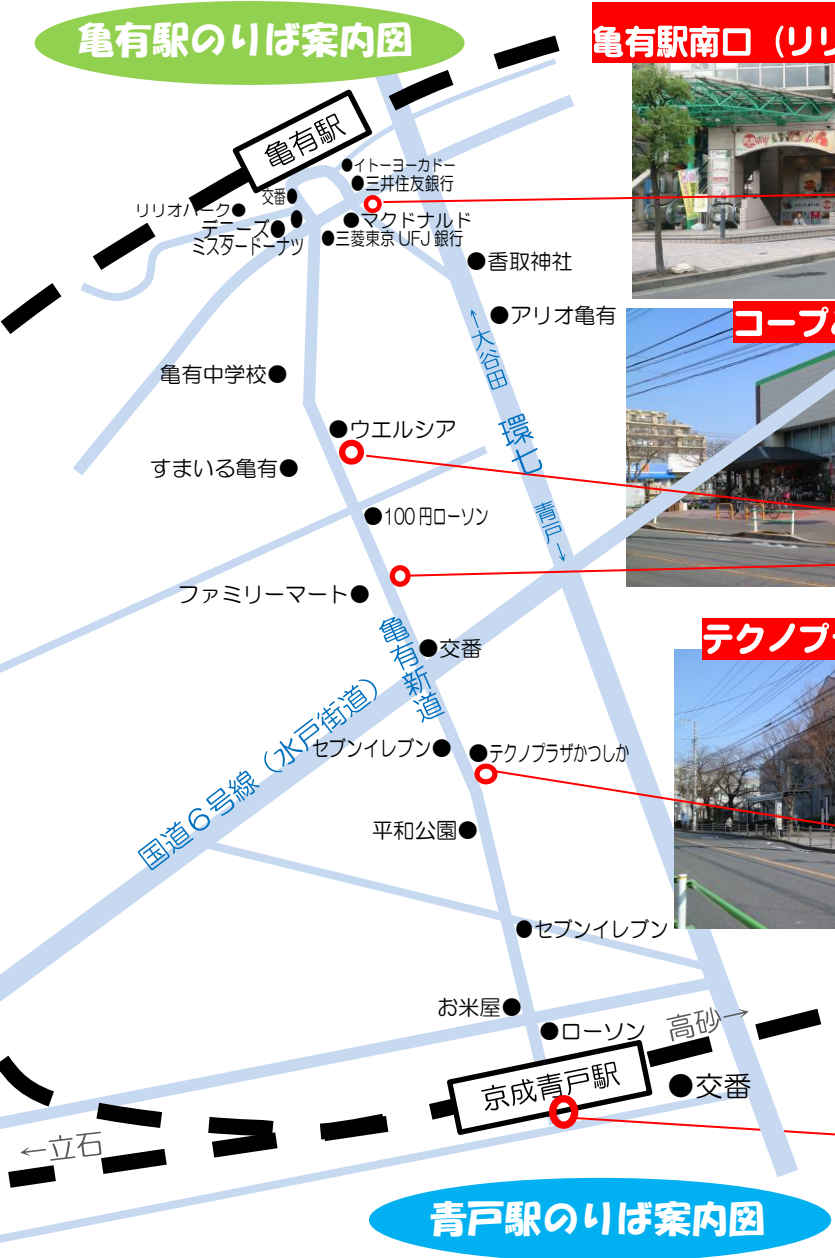 亀有駅のりば案内図
亀有駅南口（リリ
亀有駅
イトーヨーカドー
三井住友銀行
交番
リリオパーク
マクドナルド
デニーズ
三菱東京UFJ銀行
ミスタードーナツ
香取神社
アリオ亀有
←大谷田
コープ
亀有中学校
ウエルシア
環七
すまいる亀有
100円ローソン
青戸→
ファミリーマート
亀有新道
交番
テクノプ
国道6号線（水戸街道）
セブンイレブン
テクノプラザかつしか
平和公園
セブンイレブン
お米屋
ローソン
高砂→
京成青戸駅
交番
←立石
青戸駅のりば案内図